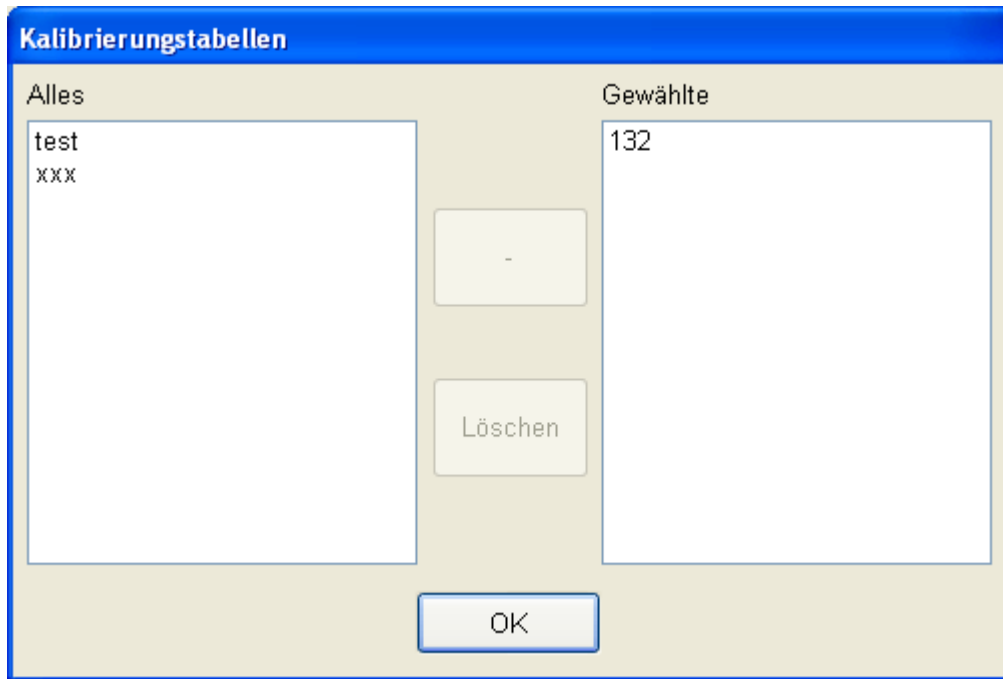 Kalibrierungstabellen
Alles
Gewählte
test
xxx
132
-
Löschen
OK